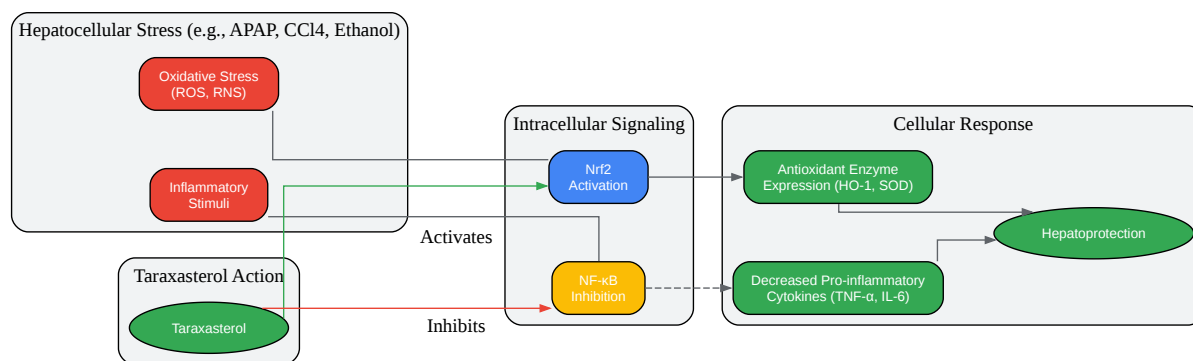 Hepatocellular Stress (e.g., APAP, CCl4, Ethanol)
Oxidative Stress
(ROS, RNS)
Inflammatory
Stimuli
Taraxasterol Action
Taraxasterol
Activates
Inhibits
Intracellular Signaling
Nrf2
Activation
NF-κB
Inhibition
Cellular Response
Antioxidant Enzyme
Expression (HO-1, SOD)
Decreased Pro-inflammatory
Cytokines (TNF-α, IL-6)
Hepatoprotection